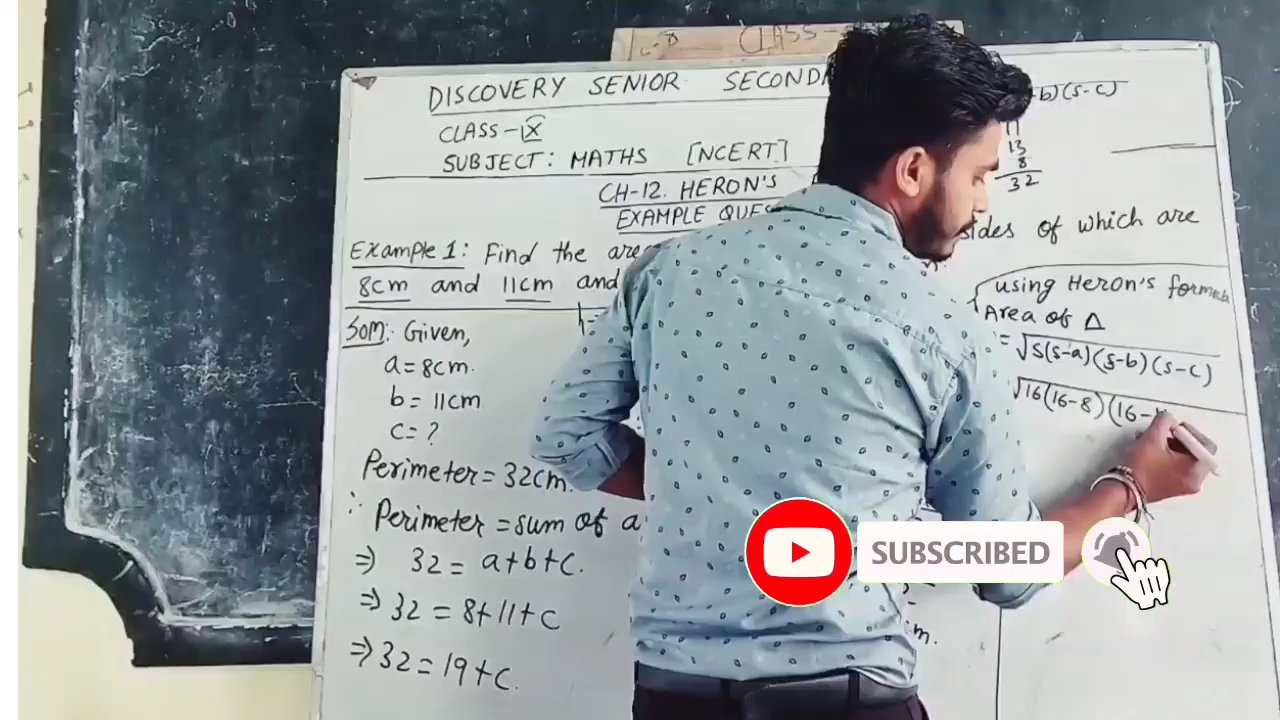 CLASS
DISCOVERY SENIOR SECONDA
CLASS-IX
SUBJECT: MATHS [NCERT]
CH-12. HERON'S
EXAMPLE QUES
b)(s-c)
11
13
8
32
Example 1: Find the are sides of which are
8cm and 11cm and
Som: Given,
a=8cm.
b = 11cm
c= ?
Perimeter = 32cm.
∴ Perimeter = sum of a
⇒ 32 = a+b+c.
⇒ 32 = 8+11+c
⇒ 32 = 19+c.
cm.
using Heron's formula
Area of Δ
= √s(s-a)(s-b)(s-c)
√16(16-8)(16-
SUBSCRIBED